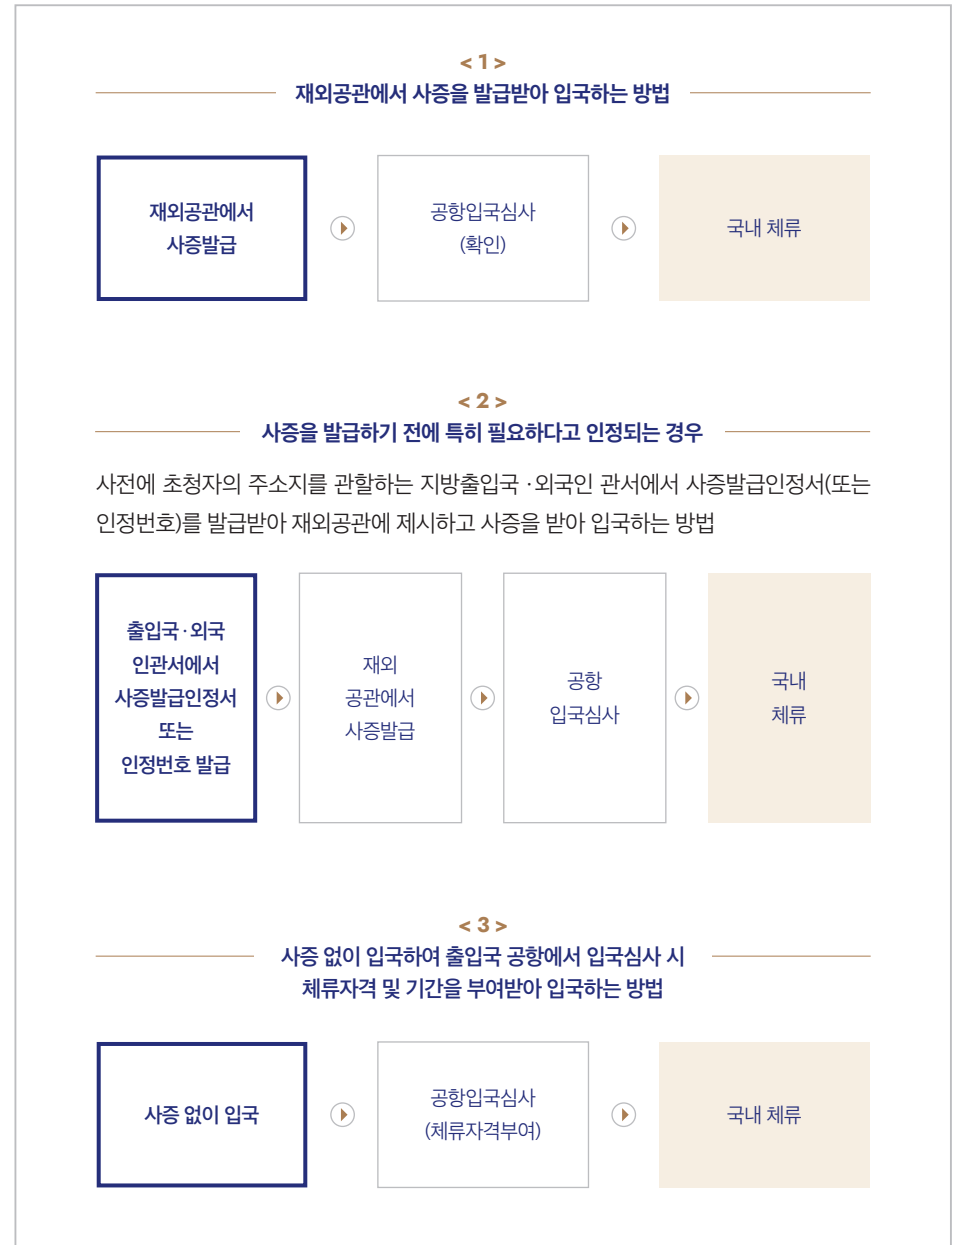 < 1 >
재외공관에서 사증을 발급받아 입국하는 방법
재외공관에서
사증발급
공항입국심사
(확인)
국내 체류
< 2 >
사증을 발급하기 전에 특히 필요하다고 인정되는 경우
사전에 초청자의 주소지를 관할하는 지방출입국 ·외국인 관서에서 사증발급인정서(또는
인정번호)를 발급받아 재외공관에 제시하고 사증을 받아 입국하는 방법
출입국·외국
인관서에서
사증발급인정서
또는
인정번호 발급
재외
공관에서
사증발급
공항
입국심사
국내
체류
< 3 >
사증 없이 입국하여 출입국 공항에서 입국심사 시
체류자격 및 기간을 부여받아 입국하는 방법
사증 없이 입국
공항입국심사
(체류자격부여)
국내 체류